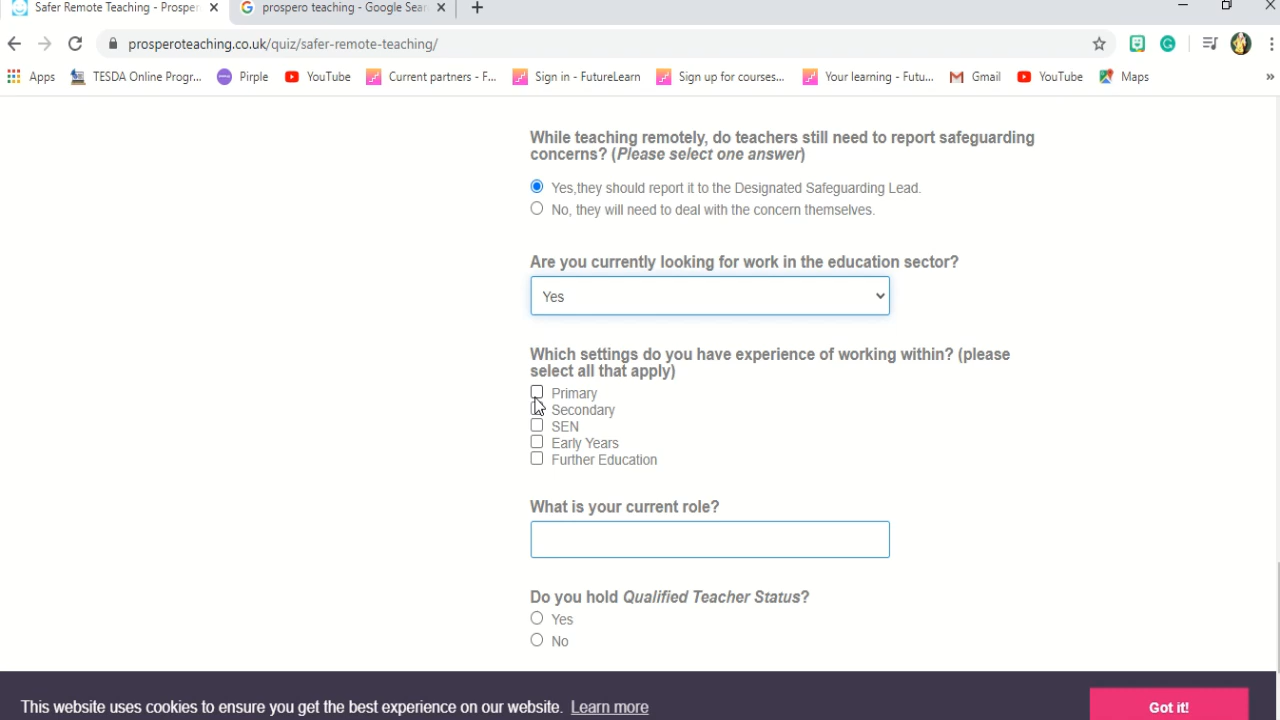 Safer Remote Teaching - Prosper
prospero teaching - Google Sear
prosperoteaching.co.uk/quiz/safer-remote-teaching/
Apps TESDA Online Progr... Pirple YouTube Current partners - F... Sign in - FutureLearn Sign up for courses... Your learning - Futu... Gmail YouTube Maps »
While teaching remotely, do teachers still need to report safeguarding
concerns? (Please select one answer)
Yes,they should report it to the Designated Safeguarding Lead.
No, they will need to deal with the concern themselves.
Are you currently looking for work in the education sector?
Yes
Which settings do you have experience of working within? (please
select all that apply)
Primary
Secondary
SEN
Early Years
Further Education
What is your current role?
Do you hold Qualified Teacher Status?
Yes
No
This website uses cookies to ensure you get the best experience on our website. Learn more
Got it!